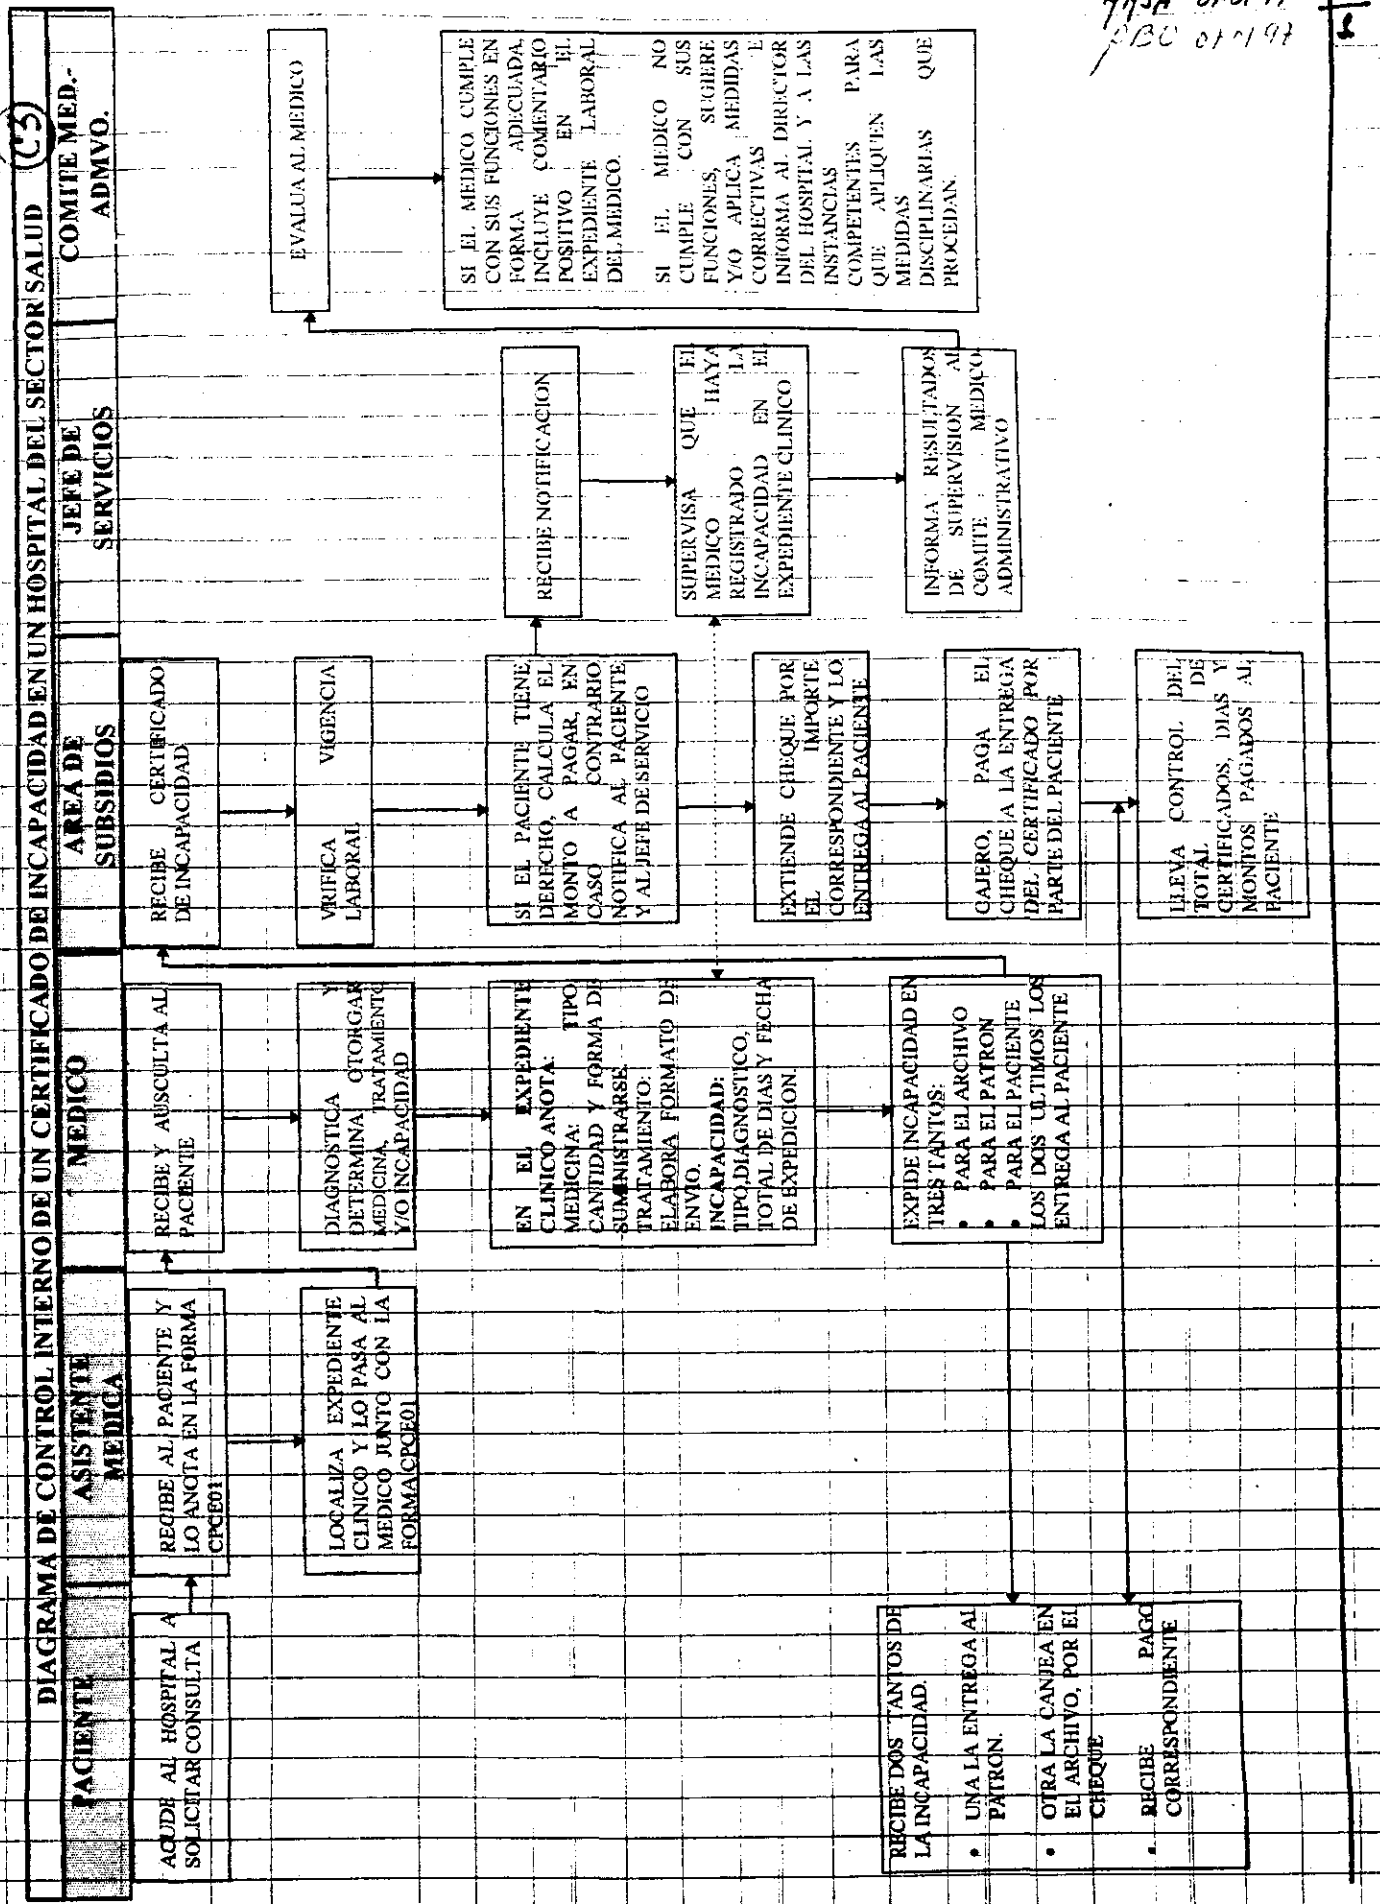 (C3)
DIAGRAMA DE CONTROL INTERNO DE UN CERTIFICADO DE INCAPACIDAD EN UN HOSPITAL DEL SECTOR SALUD
PACIENTE
ASISTENTE
MEDICA
MEDICO
AREA DE
SUBSIDIOS
JEFE DE
SERVICIOS
COMITE MED.-
ADMVO.
ACUDE AL HOSPITAL A
SOLICITAR CONSULTA
RECIBE DOS TANTOS DE
LA INCAPACIDAD.
• UNA LA ENTREGA AL
PATRON.
• OTRA LA CANJEA EN
EL ARCHIVO, POR EL
CHEQUE
• RECIBE PAGO
CORRESPONDIENTE
RECIBE AL PACIENTE Y
LO ANOTA EN LA FORMA
CPCE01
LOCALIZA EXPEDIENTE
CLINICO Y LO PASA AL
MEDICO JUNTO CON LA
FORMA CPCE01
RECIBE Y AUSCULTA AL
PACIENTE
DIAGNOSTICA Y
DETERMINA OTORGAR
MEDICINA, TRATAMIENTO
Y/O INCAPACIDAD
EN EL EXPEDIENTE
CLINICO ANOTA:
MEDICINA: TIPO,
CANTIDAD Y FORMA DE
SUMINISTRARSE.
TRATAMIENTO:
ELABORA FORMATO DE
ENVIO.
INCAPACIDAD:
TIPO,DIAGNOSTICO,
TOTAL DE DIAS Y FECHA
DE EXPEDICION.
EXPIDE INCAPACIDAD EN
TRES TANTOS:
• PARA EL ARCHIVO
• PARA EL PATRON
• PARA EL PACIENTE
LOS DOS ULTIMOS LOS
ENTREGA AL PACIENTE
RECIBE CERTIFICADO
DE INCAPACIDAD
VRIFICA VIGENCIA
LABORAL
SI EL PACIENTE TIENE
DERECHO, CALCULA EL
MONTO A PAGAR, EN
CASO CONTRARIO
NOTIFICA AL PACIENTE
Y AL JEFE DE SERVICIO
EXTIENDE CHEQUE POR
EL IMPORTE
CORRESPONDIENTE Y LO
ENTREGA AL PACIENTE
CAJERO, PAGA EL
CHEQUE A LA ENTREGA
DEL CERTIFICADO POR
PARTE DEL PACIENTE
LLEVA CONTROL DEL
TOTAL DE
CERTIFICADOS, DIAS Y
MONTOS PAGADOS AL
PACIENTE
RECIBE NOTIFICACION
SUPERVISA QUE EL
MEDICO HAYA
REGISTRADO LA
INCAPACIDAD EN EL
EXPEDIENTE CLINICO
INFORMA RESULTADOS
DE SUPERVISION AL
COMITE MEDICO
ADMINISTRATIVO
EVALUA AL MEDICO
SI EL MEDICO CUMPLE
CON SUS FUNCIONES EN
FORMA ADECUADA,
INCLUYE COMENTARIO
POSITIVO EN EL
EXPEDIENTE LABORAL
DEL MEDICO.
SI EL MEDICO NO
CUMPLE CON SUS
FUNCIONES, SUGIERE
Y/O APLICA MEDIDAS
CORRECTIVAS E
INFORMA AL DIRECTOR
DEL HOSPITAL Y A LAS
INSTANCIAS
COMPETENTES PARA
QUE APLIQUEN LAS
MEDIDAS
DISCIPLINARIAS QUE
PROCEDAN.